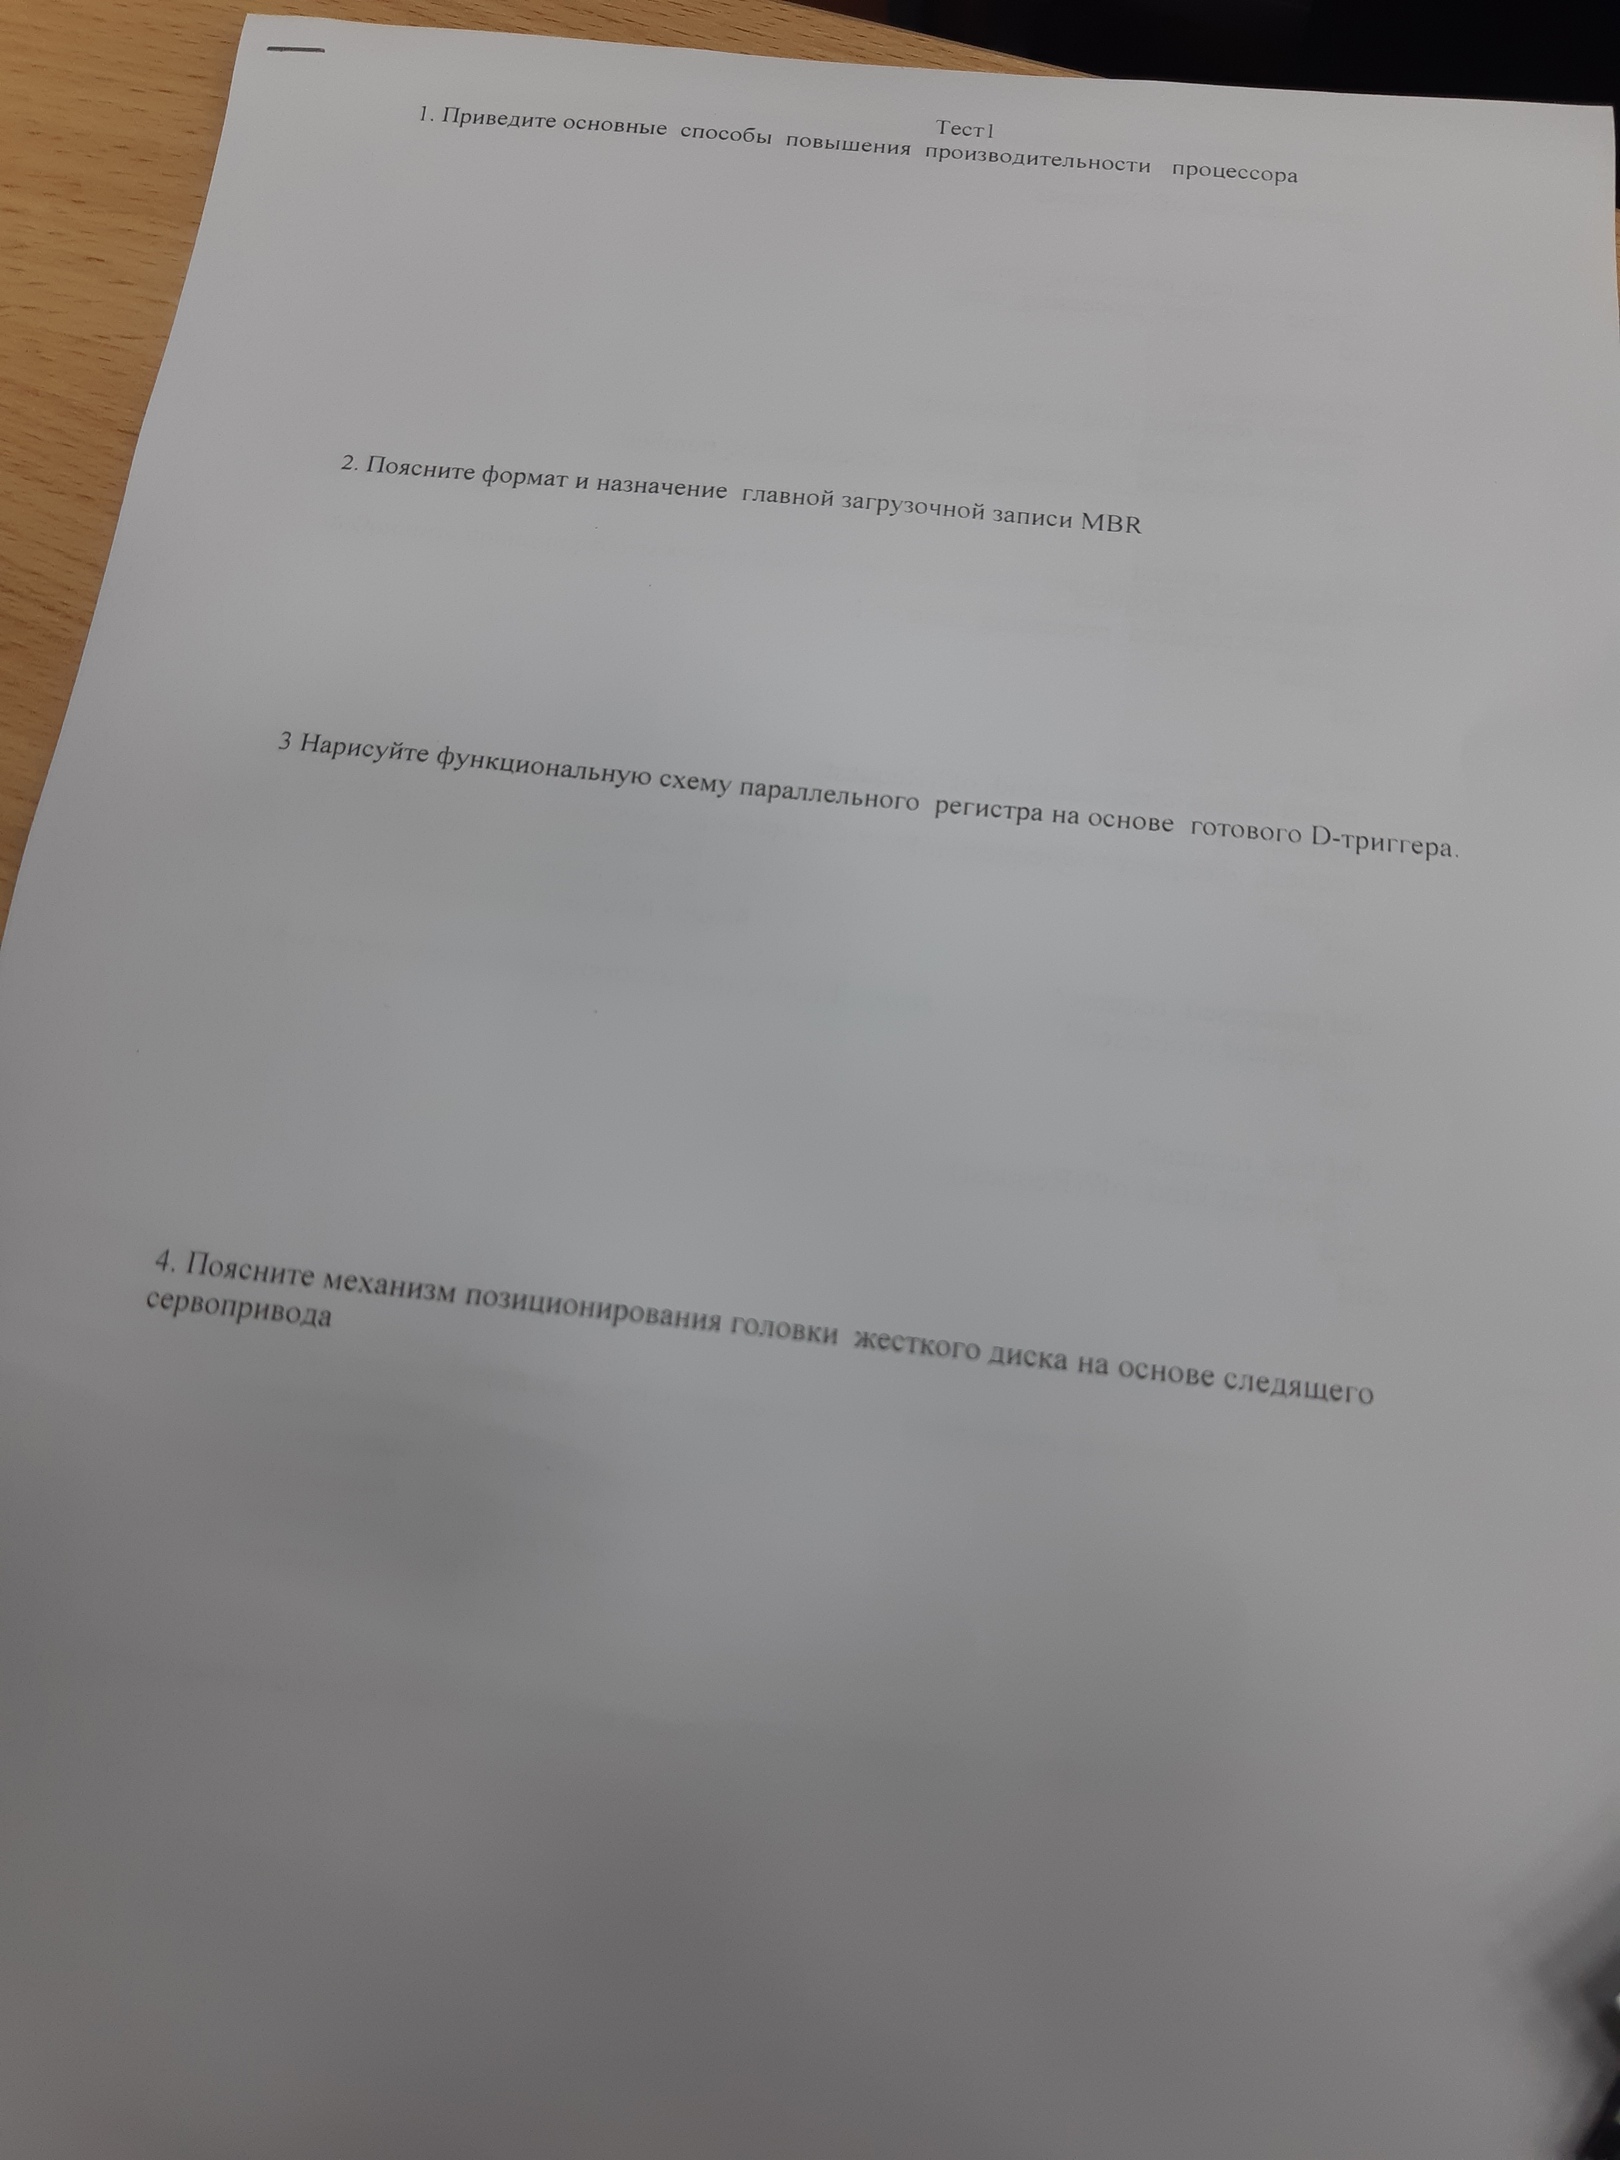 Тест1
1. Приведите основные способы повышения производительности процессора
2. Поясните формат и назначение главной загрузочной записи MBR
3 Нарисуйте функциональную схему параллельного регистра на основе готового D-триггера.
4. Поясните механизм позиционирования головки жесткого диска на основе следящего
сервопривода